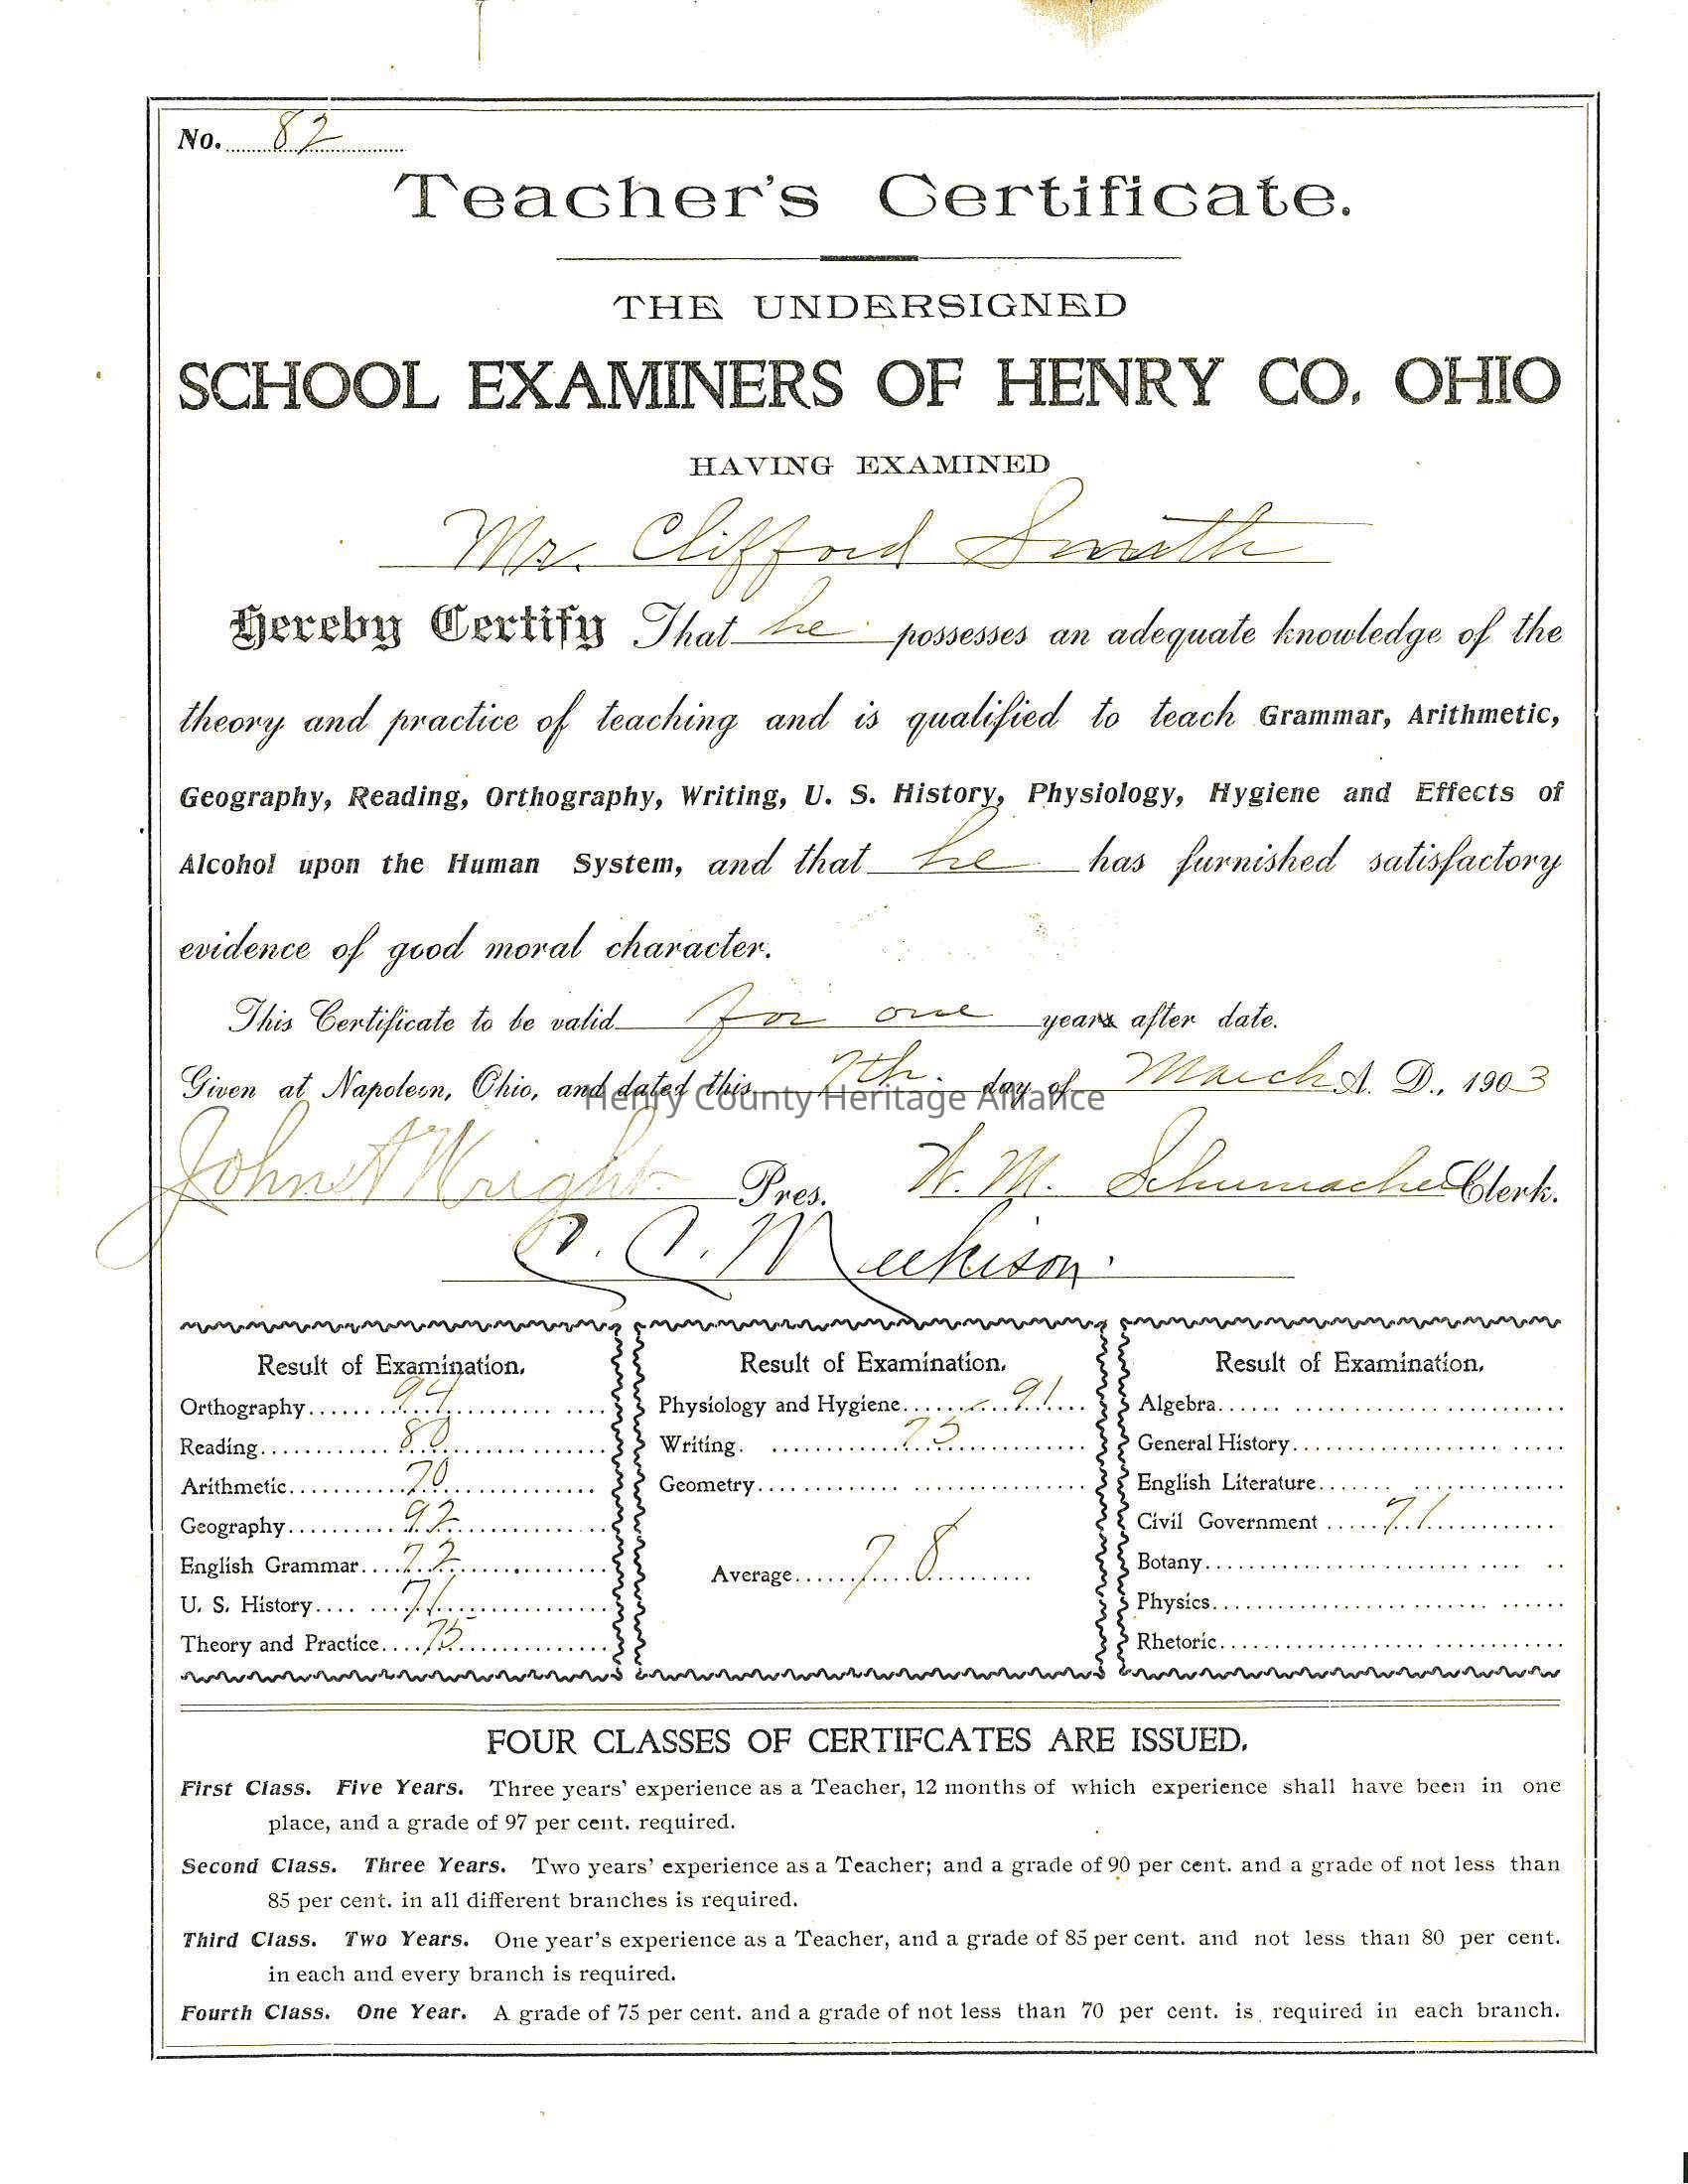 No. 82
Teacher's Certificate.
THE UNDERSIGNED
SCHOOL EXAMINERS OF HENRY CO. OHIO
HAVING EXAMINED
Mr. Clifford Smith
Hereby Certify That he possesses an adequate knowledge of the
theory and practice of teaching and is qualified to teach Grammar, Arithmetic,
Geography, Reading, Orthography, Writing, U. S. History, Physiology, Hygiene and Effects of
Alcohol upon the Human System, and that he has furnished satisfactory
evidence of good moral character.
This Certificate to be valid for one years after date.
Given at Napoleon, Ohio, and dated this 7th. day of March A. D., 1903
Henry County Heritage Alliance
John A Wright Pres. W. M. Schumacher Clerk.
C. C. Meekison.
Result of Examination.
Orthography 94
Reading 80
Arithmetic 70
Geography 92
English Grammar 72
U. S. History 71
Theory and Practice 75
Result of Examination.
Physiology and Hygiene 91
Writing. 75
Geometry
Average 78
Result of Examination.
Algebra
General History
English Literature
Civil Government 71
Botany
Physics
Rhetoric
FOUR CLASSES OF CERTIFCATES ARE ISSUED.
First Class. Five Years. Three years' experience as a Teacher, 12 months of which experience shall have been in one
place, and a grade of 97 per cent. required.
Second Class. Three Years. Two years' experience as a Teacher; and a grade of 90 per cent. and a grade of not less than
85 per cent. in all different branches is required.
Third Class. Two Years. One year's experience as a Teacher, and a grade of 85 per cent. and not less than 80 per cent.
in each and every branch is required.
Fourth Class. One Year. A grade of 75 per cent. and a grade of not less than 70 per cent. is required in each branch.